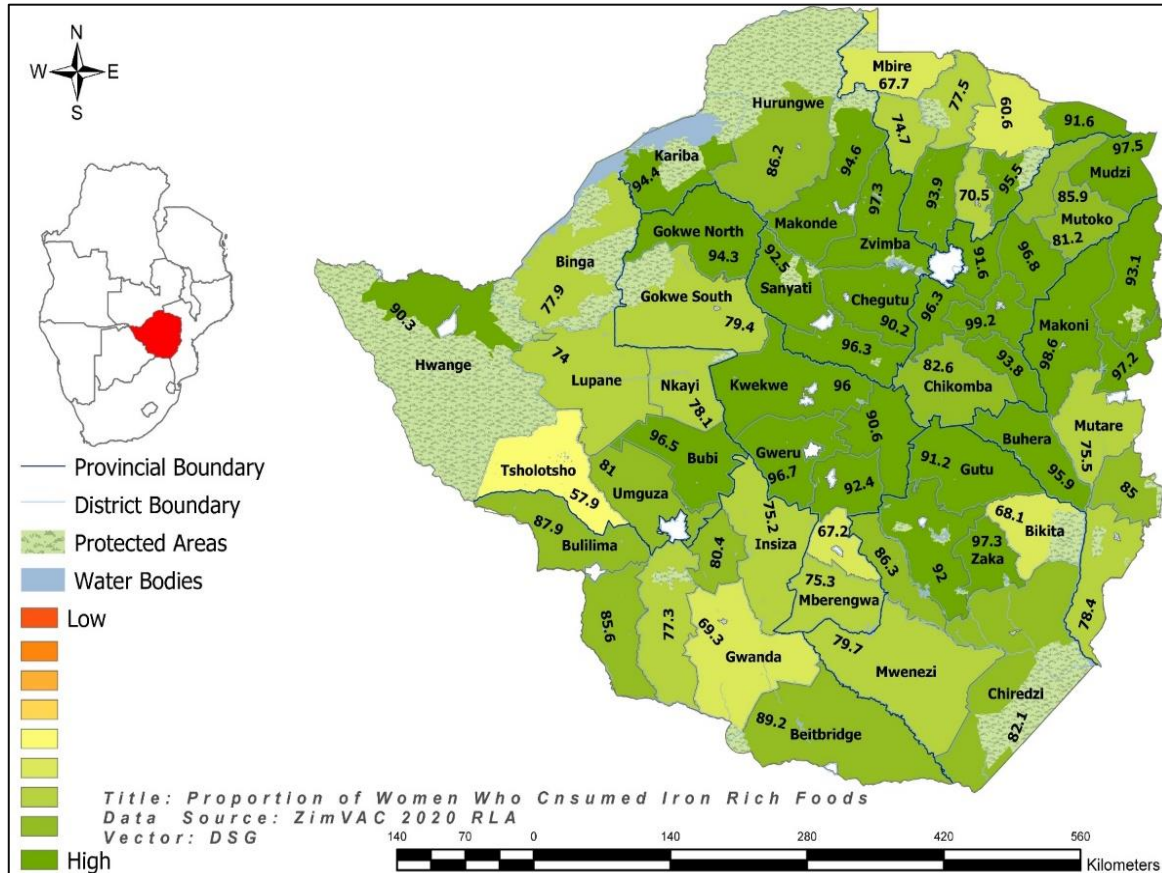 N
W E
S
Mbire
67.7
77.5
60.6
91.6
Hurungwe
74.7
97.5
Kariba
94.4
86.2
94.6
97.3
93.9
70.5
95.5
Mudzi
85.9
Mutoko
81.2
Makonde
Zvimba
Gokwe North
94.3
92.5
Sanyati
91.6
96.8
93.1
Binga
77.9
Gokwe South
79.4
Chegutu
90.2
96.3
99.2
Makoni
98.6
90.3
Hwange
96.3
82.6
Chikomba
93.8
97.2
74
Lupane
Nkayi
78.1
Kwekwe
96
90.6
Mutare
75.5
96.5
Bubi
Gweru
96.7
92.4
91.2
Gutu
Buhera
95.9
85
Tsholotsho
57.9
81
Umguza
87.9
Bulilima
80.4
75.2
Insiza
67.2
86.3
92
97.3
Zaka
68.1
Bikita
78.4
85.6
77.3
69.3
Gwanda
75.3
Mberengwa
79.7
Mwenezi
Chiredzi
82.1
89.2
Beitbridge
Provincial Boundary
District Boundary
Protected Areas
Water Bodies
Low
High
Title: Proportion of Women Who Cnsumed Iron Rich Foods
Data Source: ZimVAC 2020 RLA
Vector: DSG
140 70 0 140 280 420 560
Kilometers